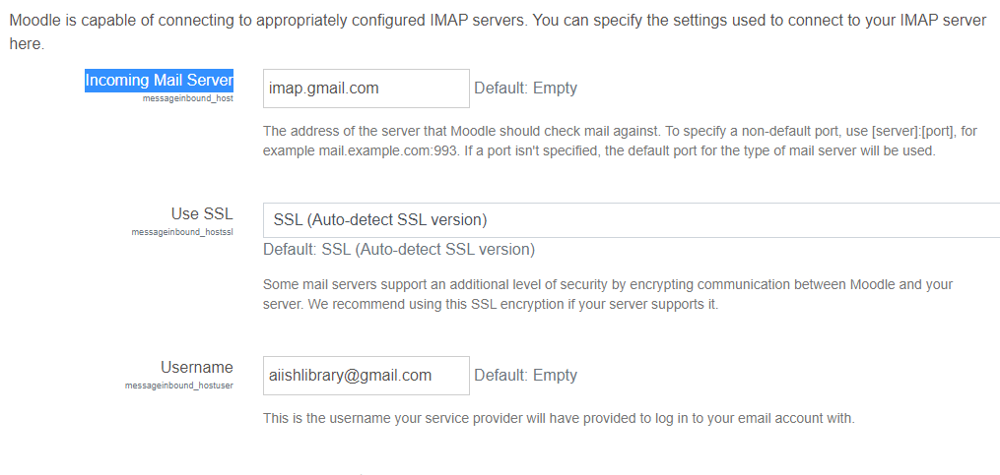 Moodle is capable of connecting to appropriately configured IMAP servers. You can specify the settings used to connect to your IMAP server
here.
Incoming Mail Server
messageinbound_host
imap.gmail.com
Default: Empty
The address of the server that Moodle should check mail against. To specify a non-default port, use [server]:[port], for
example mail.example.com:993. If a port isn't specified, the default port for the type of mail server will be used.
Use SSL
messageinbound_hostssl
SSL (Auto-detect SSL version)
Default: SSL (Auto-detect SSL version)
Some mail servers support an additional level of security by encrypting communication between Moodle and your
server. We recommend using this SSL encryption if your server supports it.
Username
messageinbound_hostuser
aiishlibrary@gmail.com
Default: Empty
This is the username your service provider will have provided to log in to your email account with.